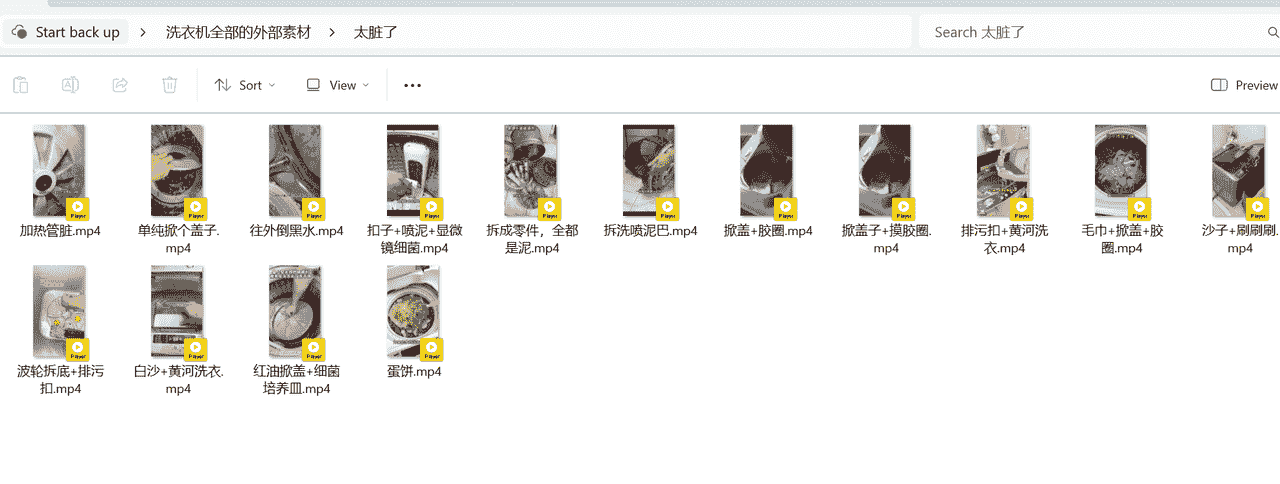 Start back up > 洗衣机全部的外部素材 > 太脏了
Search 太脏了
Sort
View
Preview
加热管脏.mp4
单纯掀个盖子.
mp4
往外倒黑水.mp4
扣子+喷泥+显微
镜细菌.mp4
拆成零件，全都
是泥.mp4
拆洗喷泥巴.mp4
掀盖+胶圈.mp4
掀盖子+摸胶圈.
mp4
排污扣+黄河洗
衣.mp4
毛巾+掀盖+胶
圈.mp4
沙子+刷刷刷.
mp4
波轮拆底+排污
扣.mp4
白沙+黄河洗衣.
mp4
红油掀盖+细菌
培养皿.mp4
蛋饼.mp4